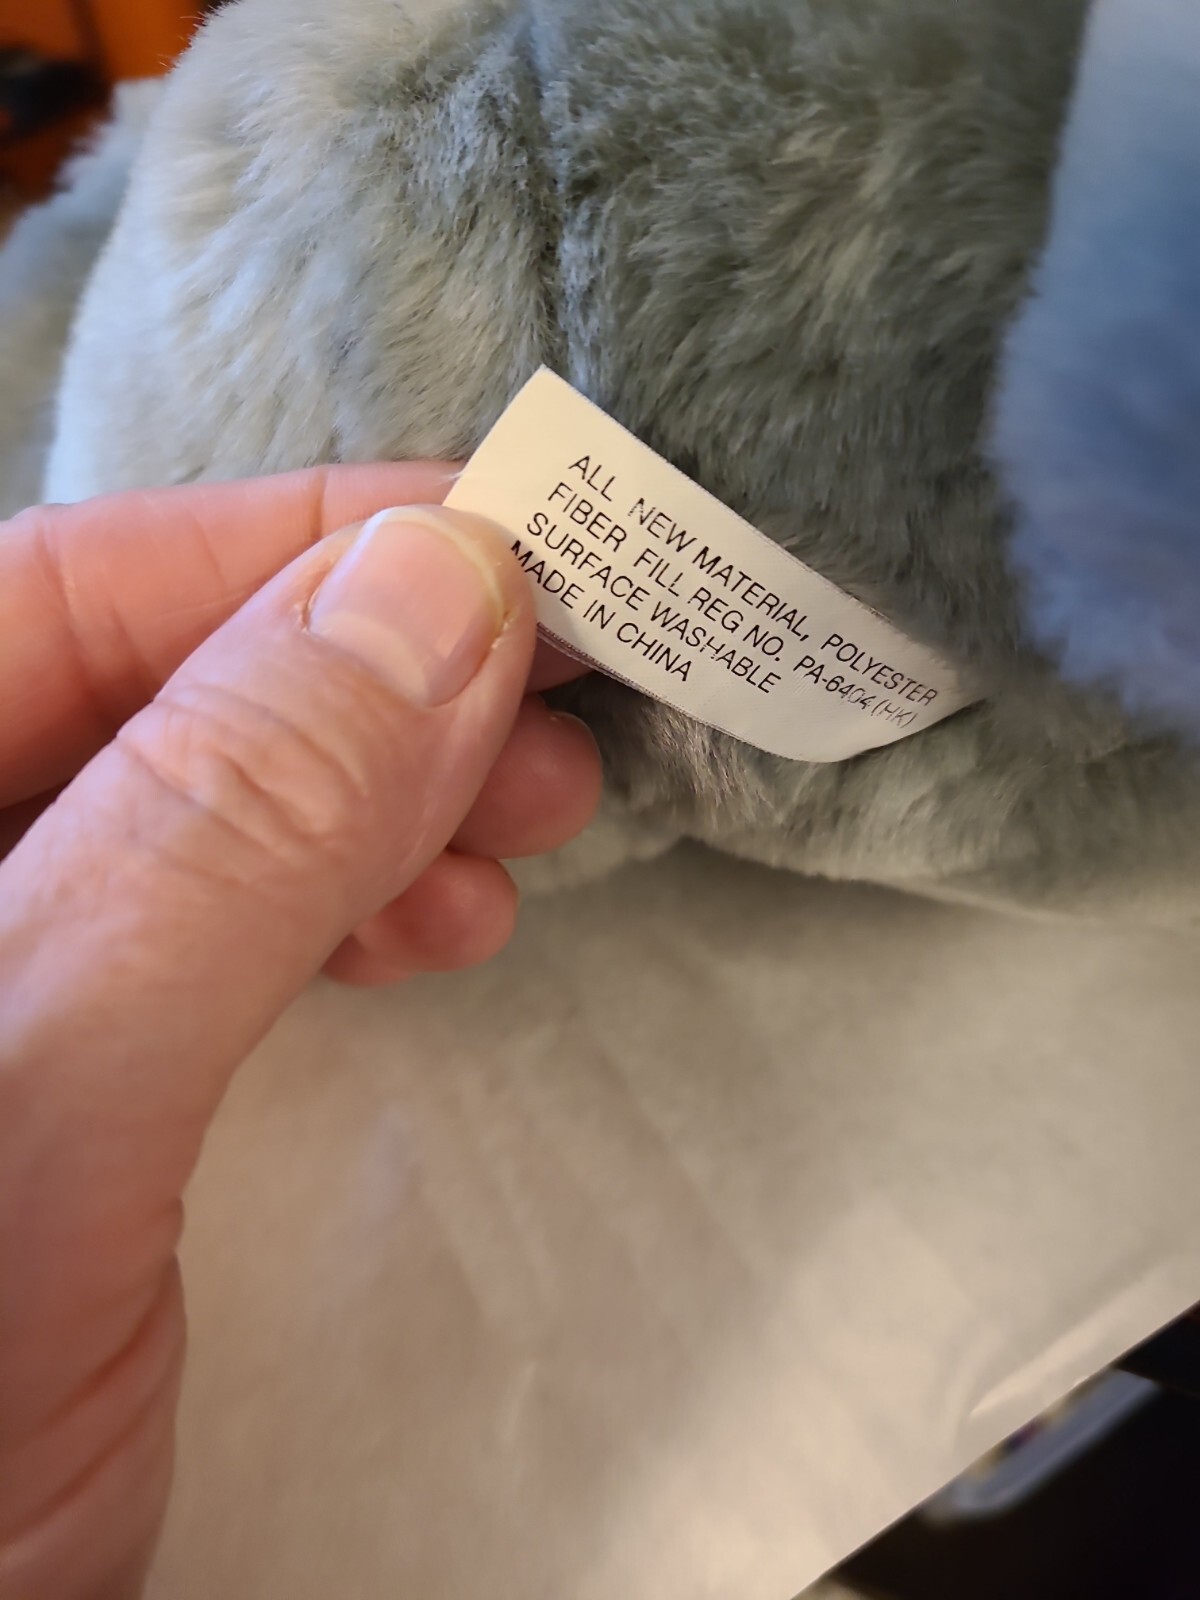 ALL NEW MATERIAL, POLYESTER
FIBER FILL REG NO. PA-6404 (HK)
SURFACE WASHABLE
MADE IN CHINA